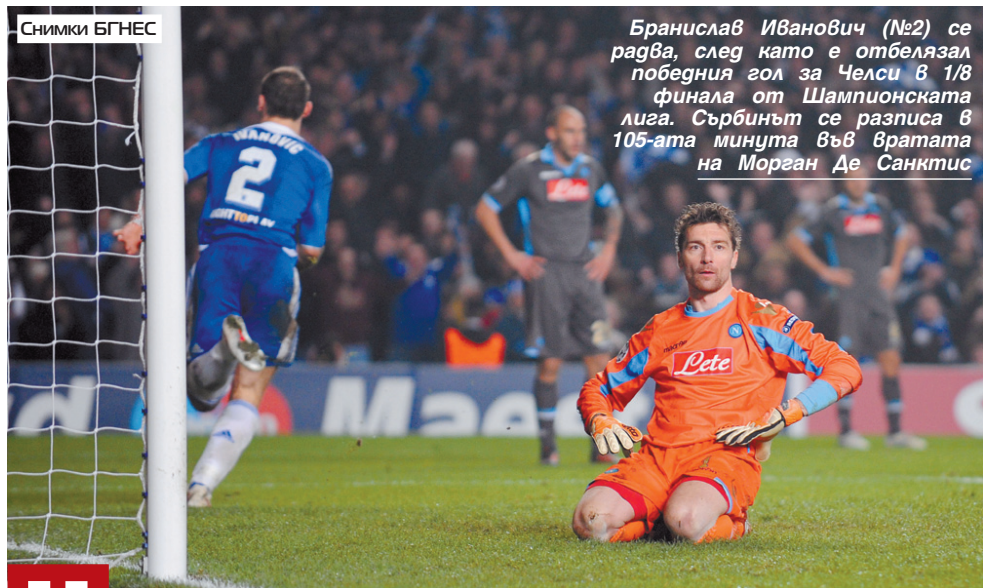 Снимки БГНЕС
Бранислав Иванович (№2) се
радва, след като е отбелязал
победния гол за Челси в 1/8
финала от Шампионската
лига. Сърбинът се разписа в
105-ата минута във вратата
на Морган Де Санктис
IVANOVIC
2
Lete
Lete